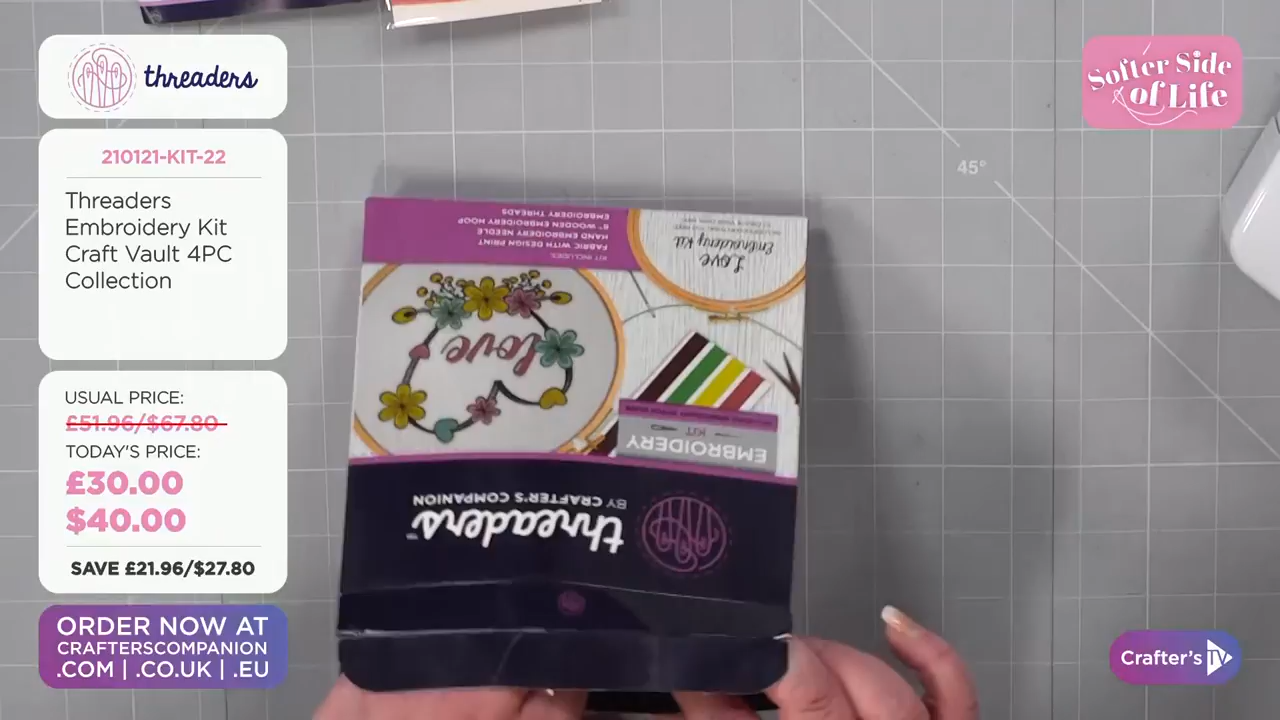 threaders
210121-KIT-22
Threaders
Embroidery Kit
Craft Vault 4PC
Collection
USUAL PRICE:
£51.96/$67.80
TODAY'S PRICE:
£30.00
$40.00
SAVE £21.96/$27.80
ORDER NOW AT
CRAFTERSCOMPANION
.COM | .CO.UK | .EU
Softer Side
of Life
45°
threaders™
BY CRAFTER'S COMPANION
EMBROIDERY
KIT
love
Love
Embroidery Kit
KIT INCLUDES:
FABRIC WITH DESIGN PRINT
HAND EMBROIDERY NEEDLE
6" WOODEN EMBROIDERY HOOP
EMBROIDERY THREADS
Crafter's TV